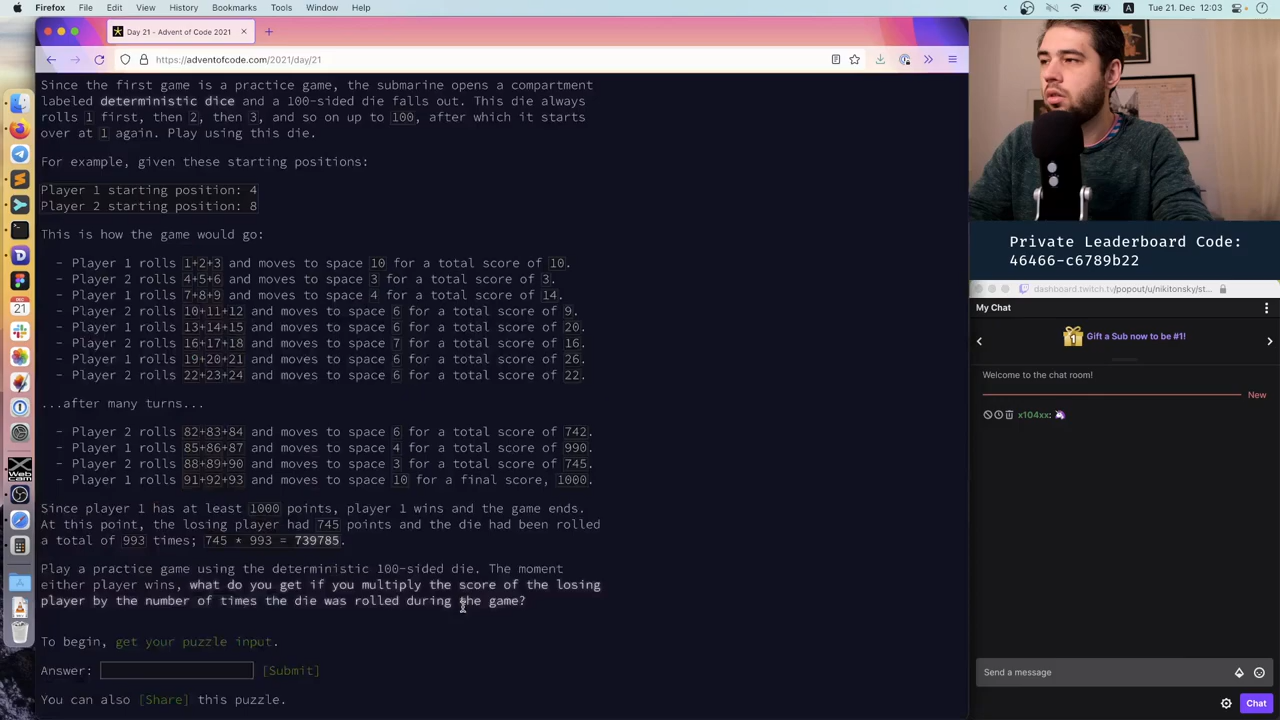 Firefox File Edit View History Bookmarks Tools Window Help
A Tue 21. Dec 12:03
Day 21 - Advent of Code 2021
https://adventofcode.com/2021/day/21
Since the first game is a practice game, the submarine opens a compartment
labeled deterministic dice and a 100-sided die falls out. This die always
rolls 1 first, then 2, then 3, and so on up to 100, after which it starts
over at 1 again. Play using this die.
For example, given these starting positions:
Player 1 starting position: 4
Player 2 starting position: 8
This is how the game would go:
- Player 1 rolls 1+2+3 and moves to space 10 for a total score of 10.
- Player 2 rolls 4+5+6 and moves to space 3 for a total score of 3.
- Player 1 rolls 7+8+9 and moves to space 4 for a total score of 14.
- Player 2 rolls 10+11+12 and moves to space 6 for a total score of 9.
- Player 1 rolls 13+14+15 and moves to space 6 for a total score of 20.
- Player 2 rolls 16+17+18 and moves to space 7 for a total score of 16.
- Player 1 rolls 19+20+21 and moves to space 6 for a total score of 26.
- Player 2 rolls 22+23+24 and moves to space 6 for a total score of 22.
...after many turns...
- Player 2 rolls 82+83+84 and moves to space 6 for a total score of 742.
- Player 1 rolls 85+86+87 and moves to space 4 for a total score of 990.
- Player 2 rolls 88+89+90 and moves to space 3 for a total score of 745.
- Player 1 rolls 91+92+93 and moves to space 10 for a final score, 1000.
Since player 1 has at least 1000 points, player 1 wins and the game ends.
At this point, the losing player had 745 points and the die had been rolled
a total of 993 times; 745 * 993 = 739785.
Play a practice game using the deterministic 100-sided die. The moment
either player wins, what do you get if you multiply the score of the losing
player by the number of times the die was rolled during the game?
To begin, get your puzzle input.
Answer: [Submit]
You can also [Share] this puzzle.
Private Leaderboard Code:
46466-c6789b22
dashboard.twitch.tv/popout/u/nikitonsky/st...
My Chat
1 Gift a Sub now to be #1!
Welcome to the chat room!
New
x104xx:
Send a message
Chat
DEC
21
Web
cam